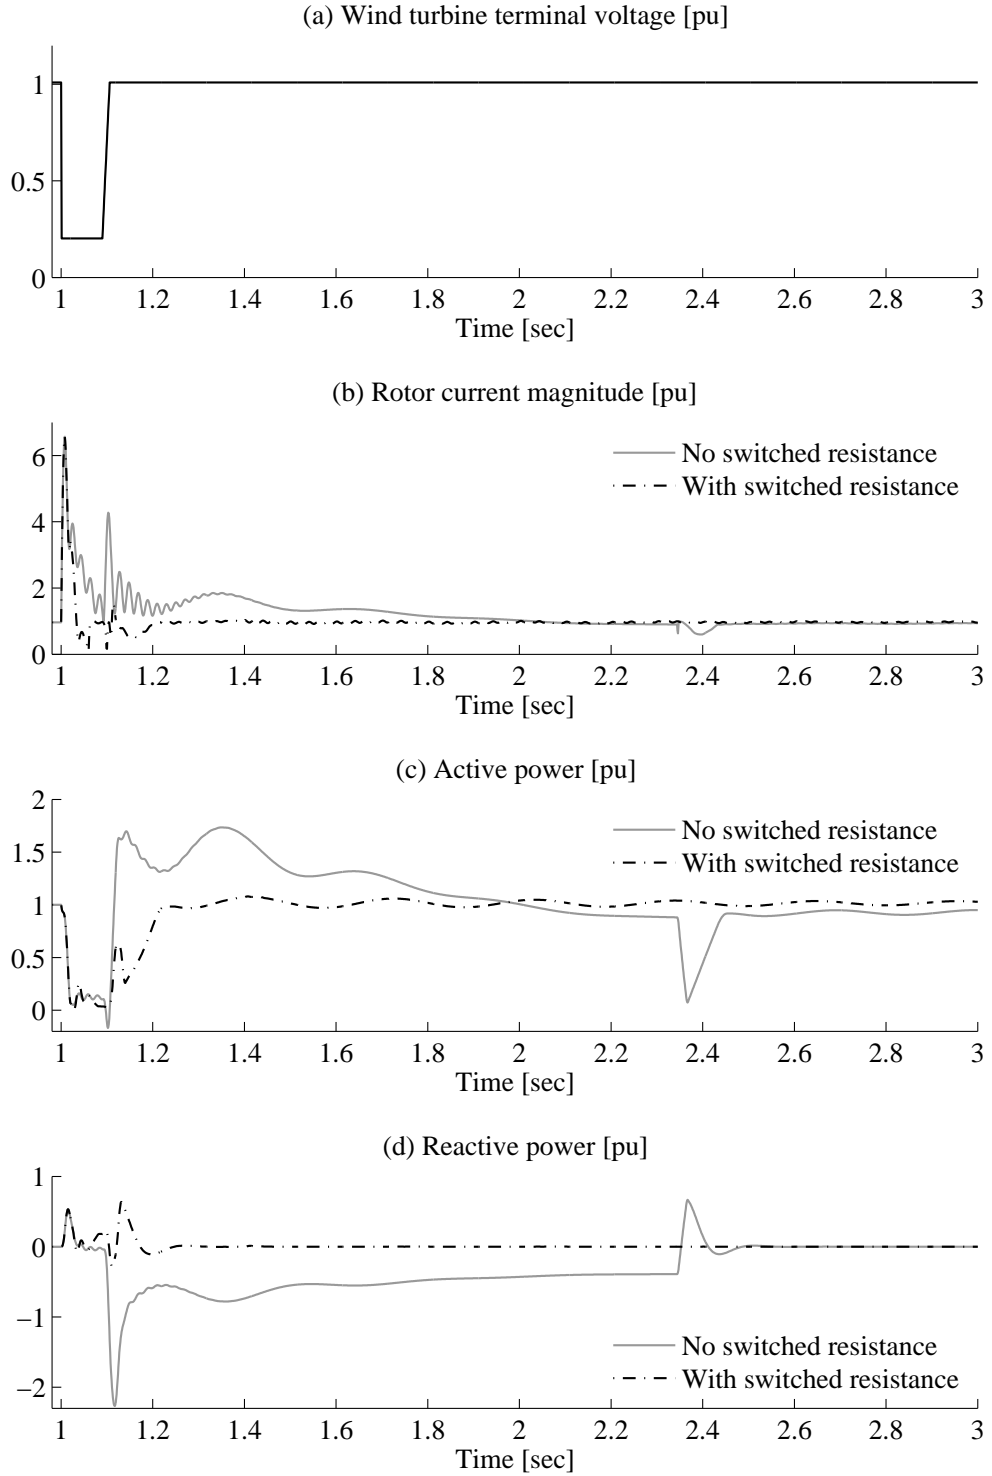 (a) Wind turbine terminal voltage [pu]
1
0.5
0
1 1.2 1.4 1.6 1.8 2 2.2 2.4 2.6 2.8 3
Time [sec]
(b) Rotor current magnitude [pu]
6
4
2
0
No switched resistance
With switched resistance
1 1.2 1.4 1.6 1.8 2 2.2 2.4 2.6 2.8 3
Time [sec]
(c) Active power [pu]
2
1.5
1
0.5
0
No switched resistance
With switched resistance
1 1.2 1.4 1.6 1.8 2 2.2 2.4 2.6 2.8 3
Time [sec]
(d) Reactive power [pu]
1
0
−1
−2
No switched resistance
With switched resistance
1 1.2 1.4 1.6 1.8 2 2.2 2.4 2.6 2.8 3
Time [sec]